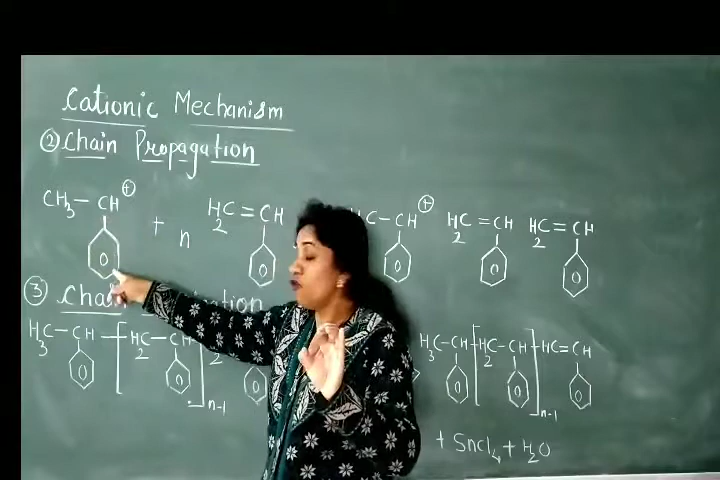 Cationic Mechanism
② Chain Propagation
CH₃ – CH⊕ + n H₂C = CH C – CH⊕ H₂C = CH H₂C = CH
③
H₃C – CH –[H₂C – CH]n-1 H₃C – CH –[H₂C – CH]n-1 HC = CH
+ SnCl₄ + H₂O